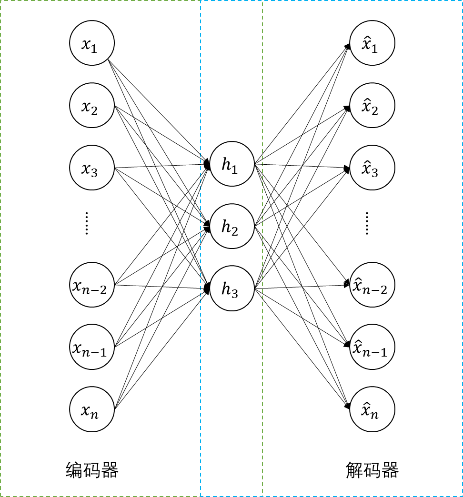 x₁
x₂
x₃
......
xₙ₋₂
xₙ₋₁
xₙ
编码器
h₁
h₂
h₃
x̂₁
x̂₂
x̂₃
......
x̂ₙ₋₂
x̂ₙ₋₁
x̂ₙ
解码器